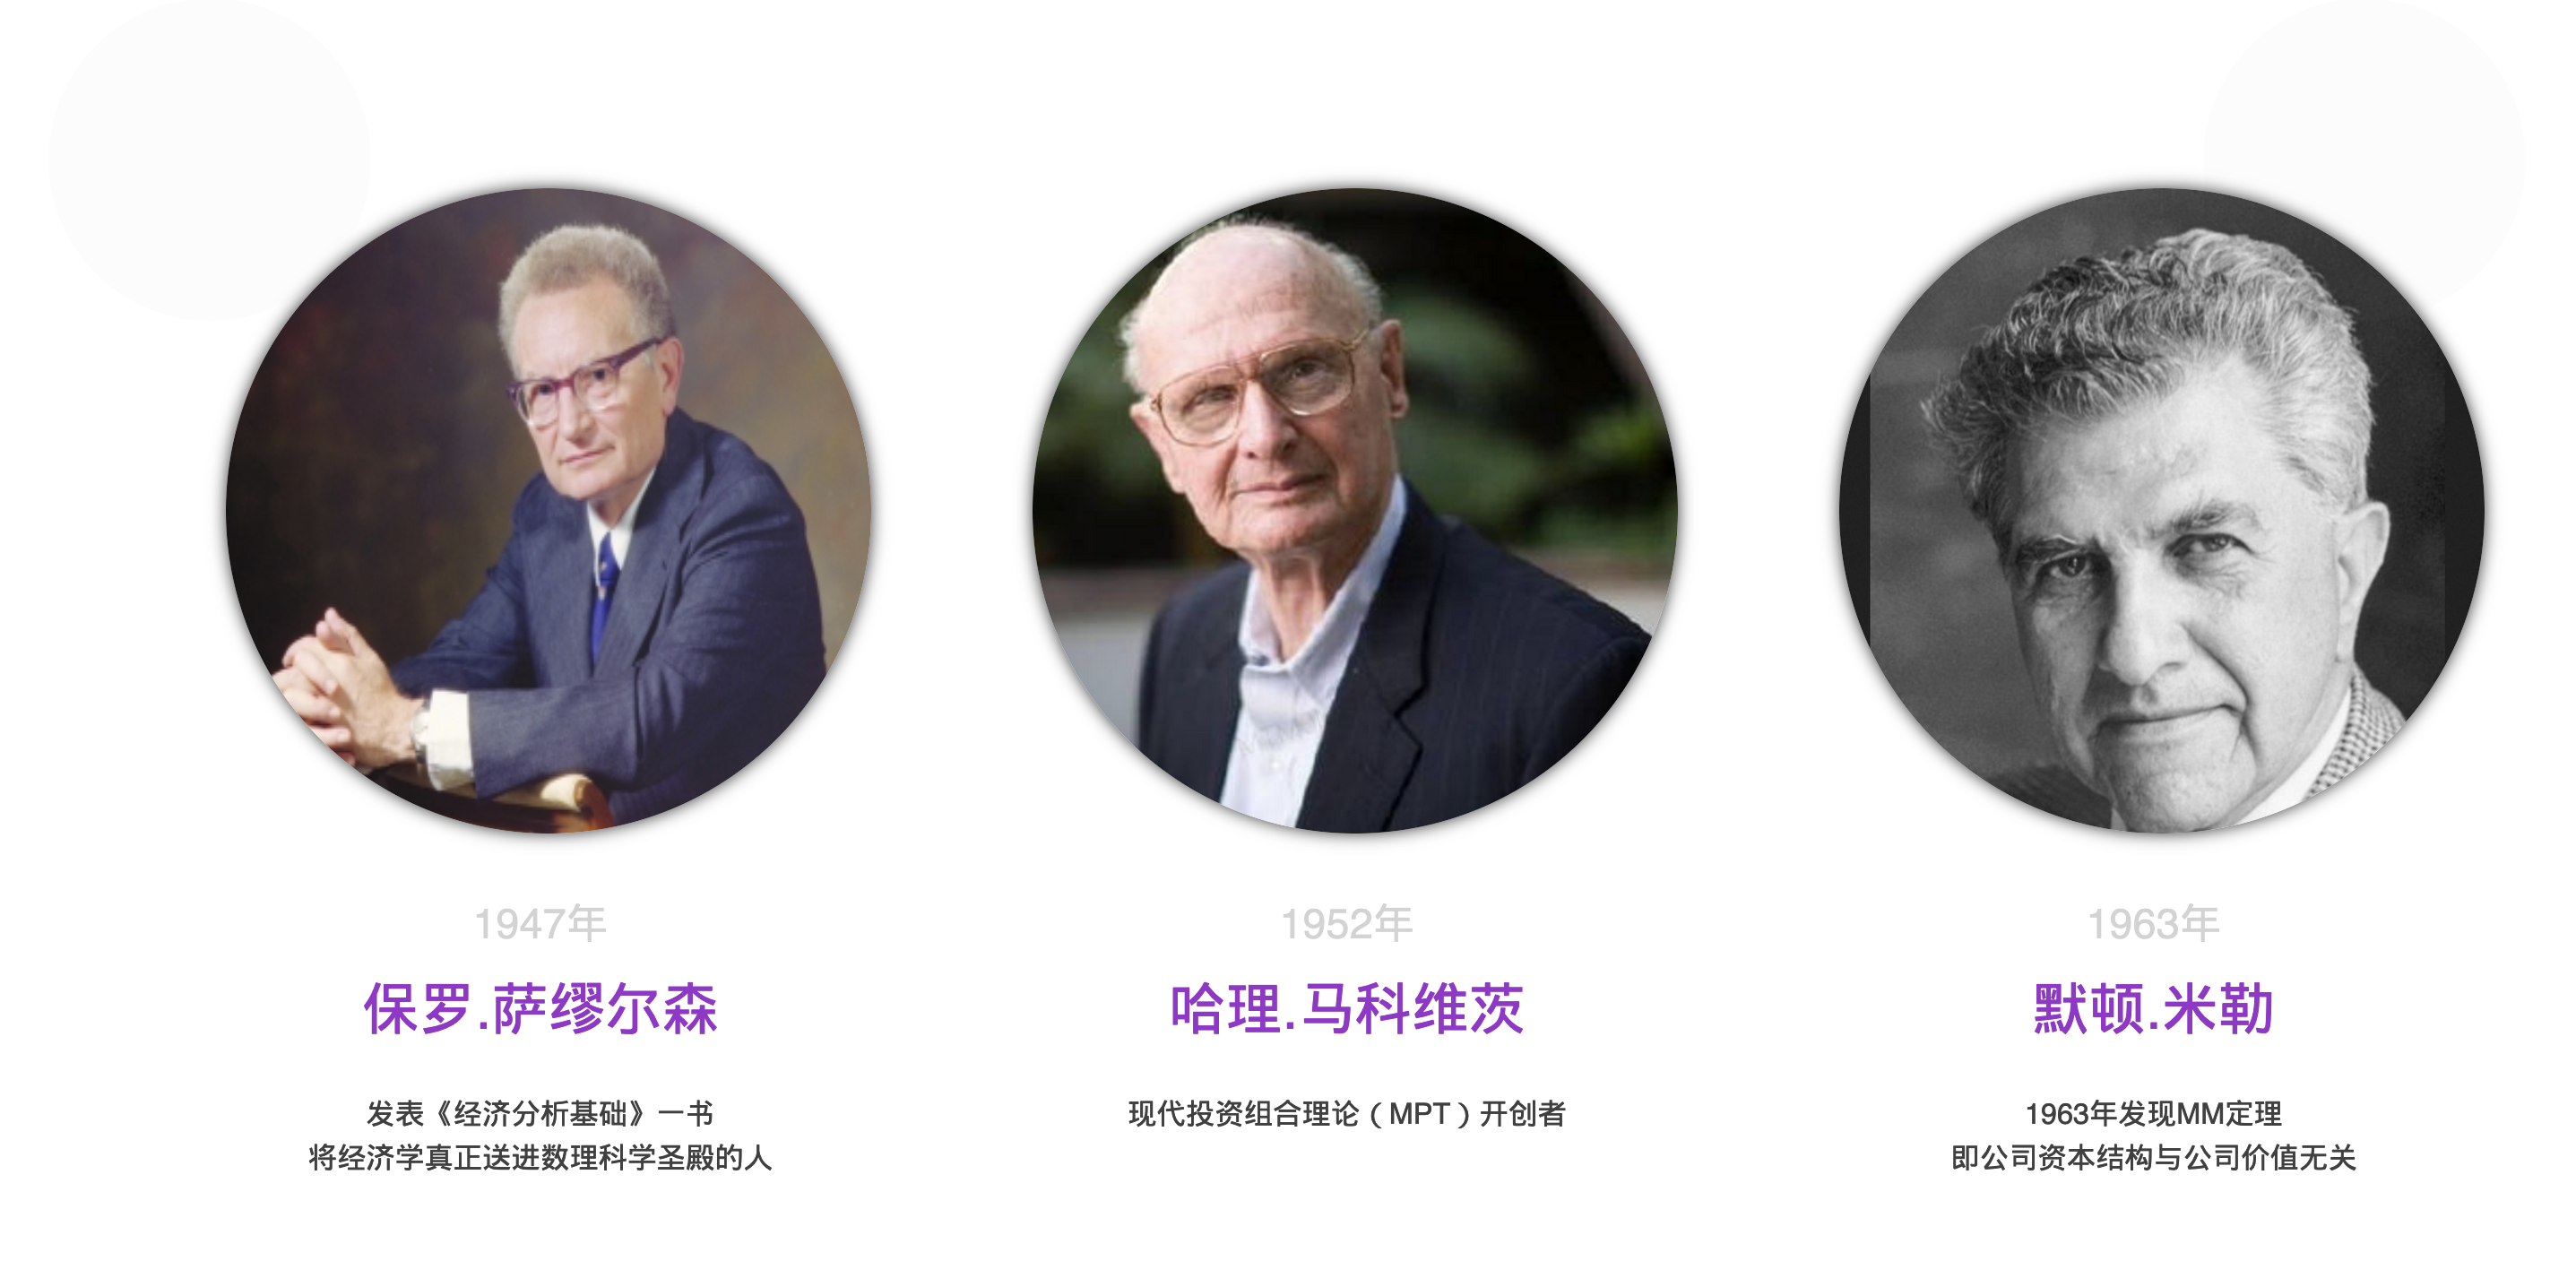 1947年
保罗.萨缪尔森
发表《经济分析基础》一书
将经济学真正送进数理科学圣殿的人
1952年
哈理.马科维茨
现代投资组合理论（MPT）开创者
1963年
默顿.米勒
1963年发现MM定理
即公司资本结构与公司价值无关